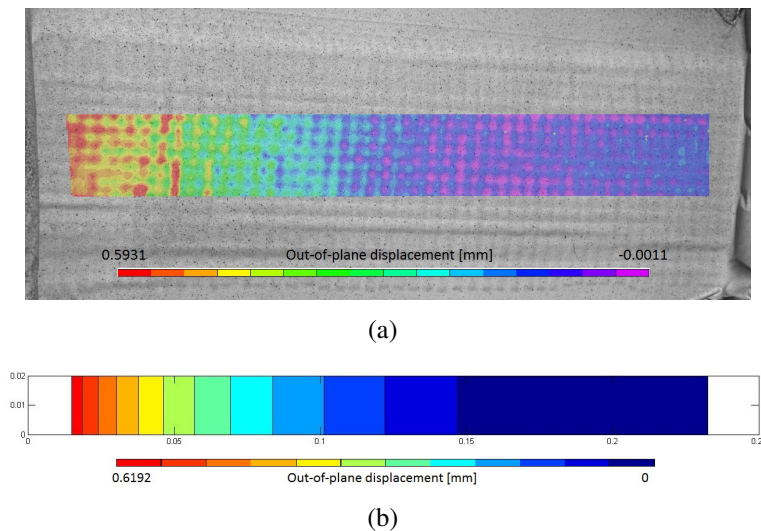 0.5931 Out-of-plane displacement [mm] -0.0011
(a)
0.02
0.01
0
0 0.05 0.1 0.15 0.2 0.2
0.6192 Out-of-plane displacement [mm] 0
(b)